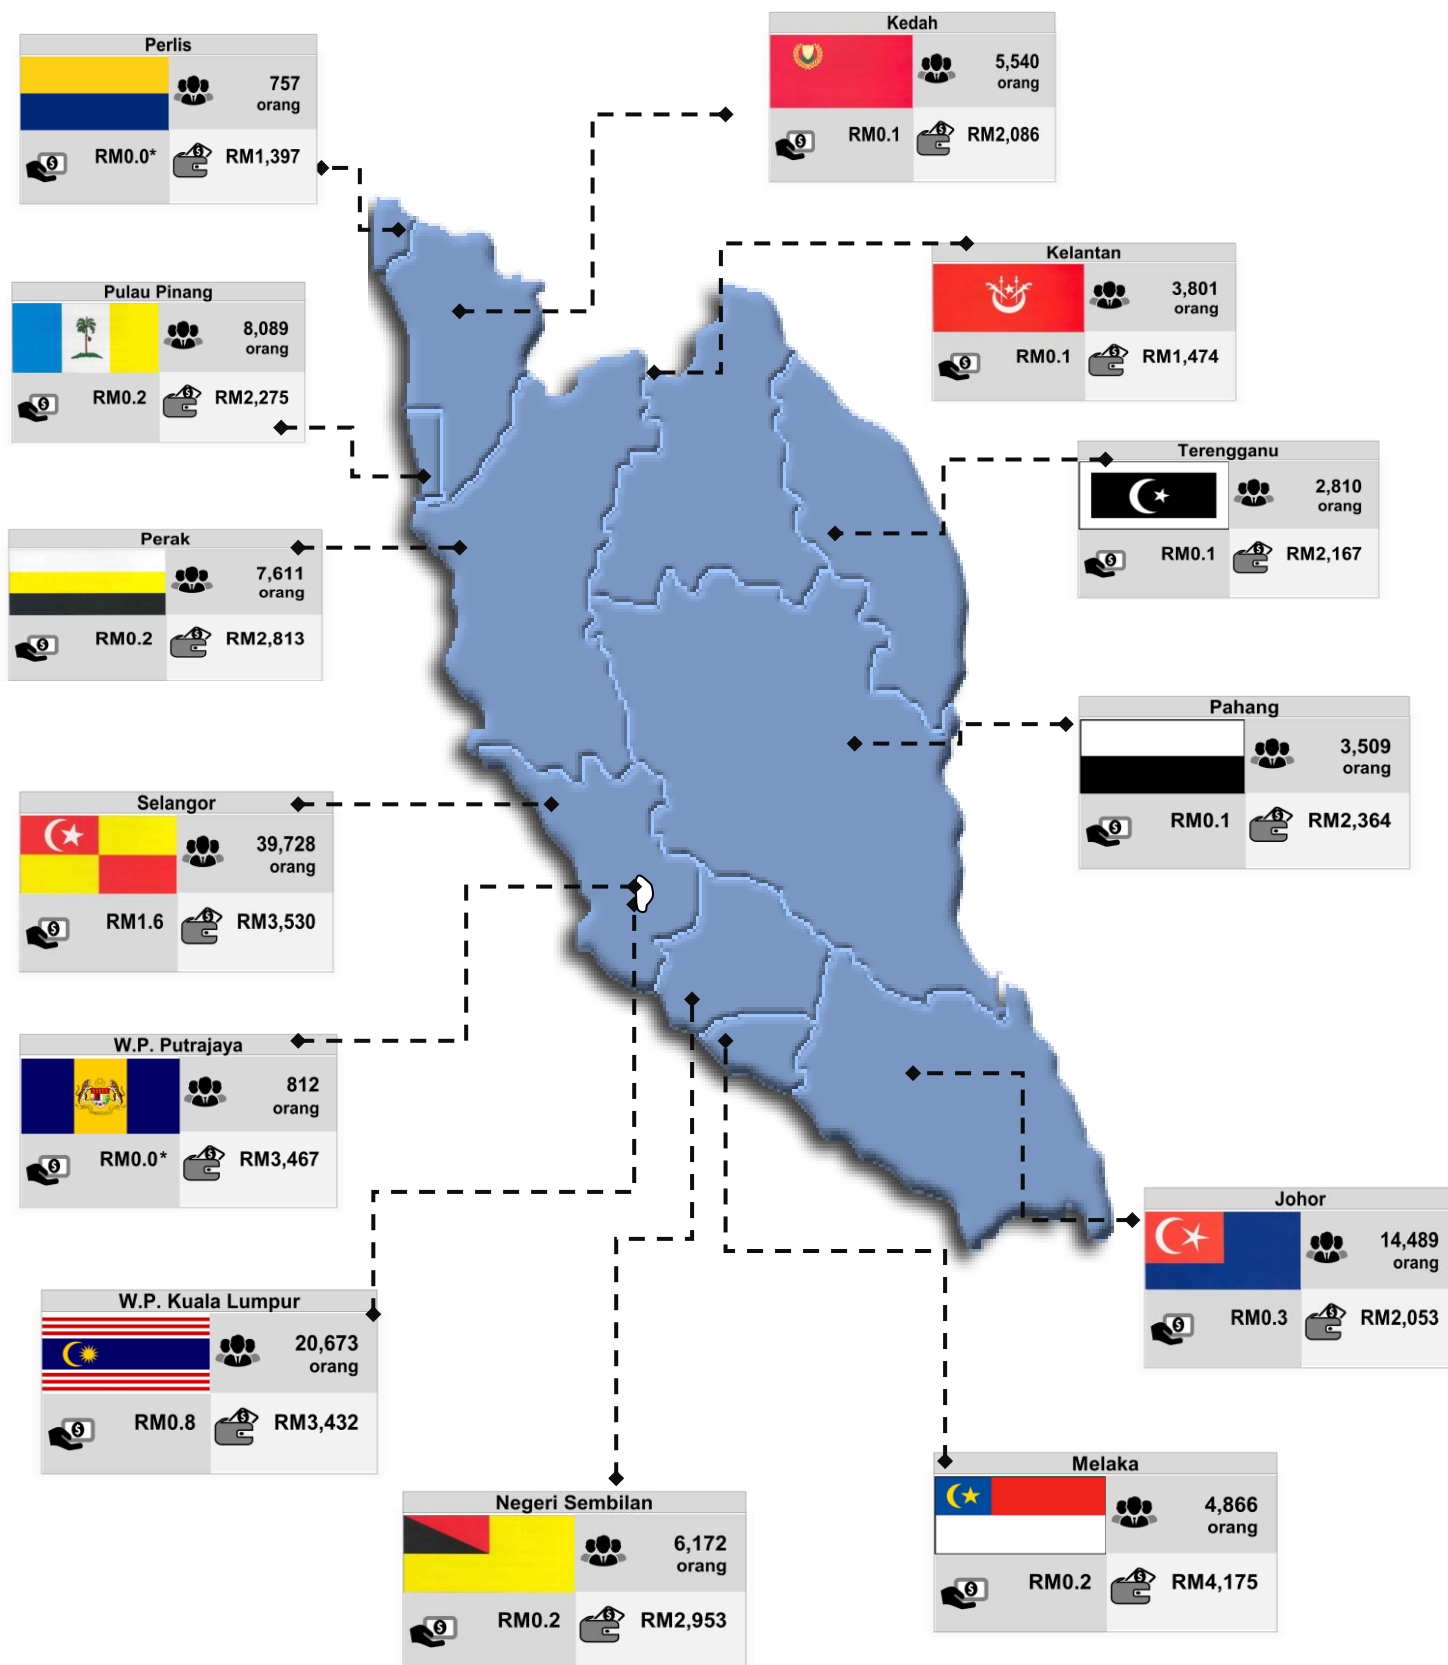 Perlis
757
orang
RM0.0*
RM1,397
Kedah
5,540
orang
RM0.1
RM2,086
Pulau Pinang
8,089
orang
RM0.2
RM2,275
Kelantan
3,801
orang
RM0.1
RM1,474
Perak
7,611
orang
RM0.2
RM2,813
Terengganu
2,810
orang
RM0.1
RM2,167
Selangor
39,728
orang
RM1.6
RM3,530
Pahang
3,509
orang
RM0.1
RM2,364
W.P. Putrajaya
812
orang
RM0.0*
RM3,467
W.P. Kuala Lumpur
20,673
orang
RM0.8
RM3,432
Johor
14,489
orang
RM0.3
RM2,053
Negeri Sembilan
6,172
orang
RM0.2
RM2,953
Melaka
4,866
orang
RM0.2
RM4,175